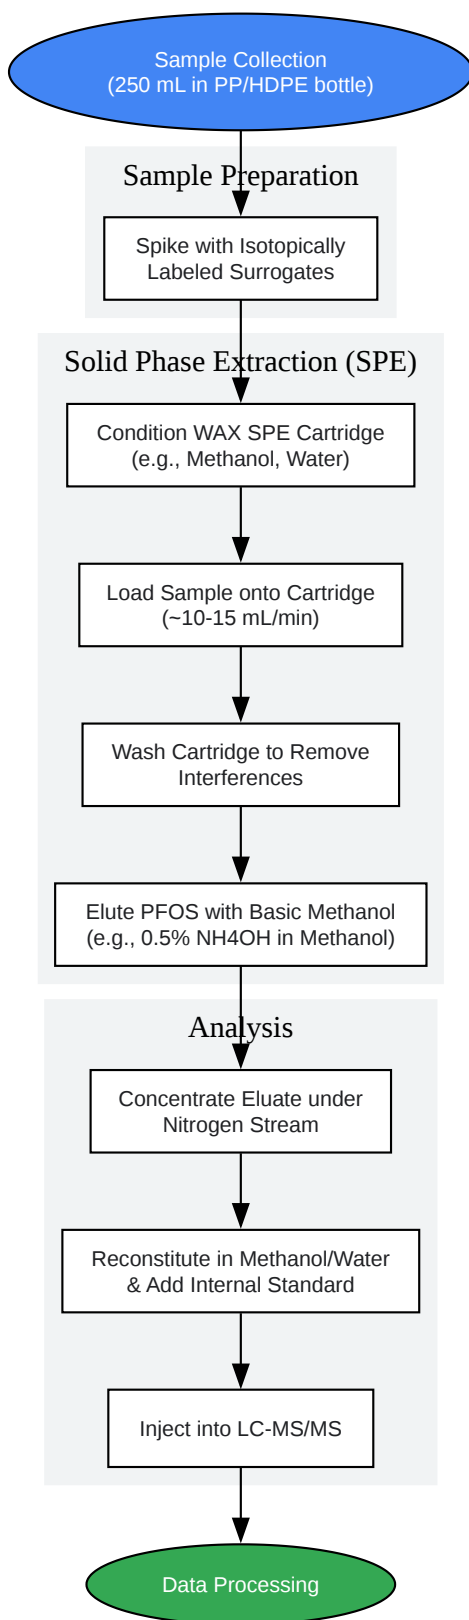 Sample Collection
(250 mL in PP/HDPE bottle)
Sample Preparation
Spike with Isotopically
Labeled Surrogates
Solid Phase Extraction (SPE)
Condition WAX SPE Cartridge
(e.g., Methanol, Water)
Load Sample onto Cartridge
(~10-15 mL/min)
Wash Cartridge to Remove
Interferences
Elute PFOS with Basic Methanol
(e.g., 0.5% NH4OH in Methanol)
Analysis
Concentrate Eluate under
Nitrogen Stream
Reconstitute in Methanol/Water
& Add Internal Standard
Inject into LC-MS/MS
Data Processing